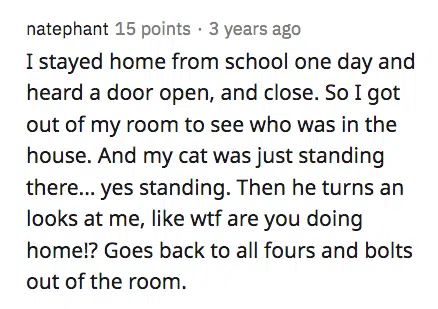 natephant 15 points · 3 years ago
I stayed home from school one day and
heard a door open, and close. So I got
out of my room to see who was in the
house. And my cat was just standing
there... yes standing. Then he turns an
looks at me, like wtf are you doing
home!? Goes back to all fours and bolts
out of the room.